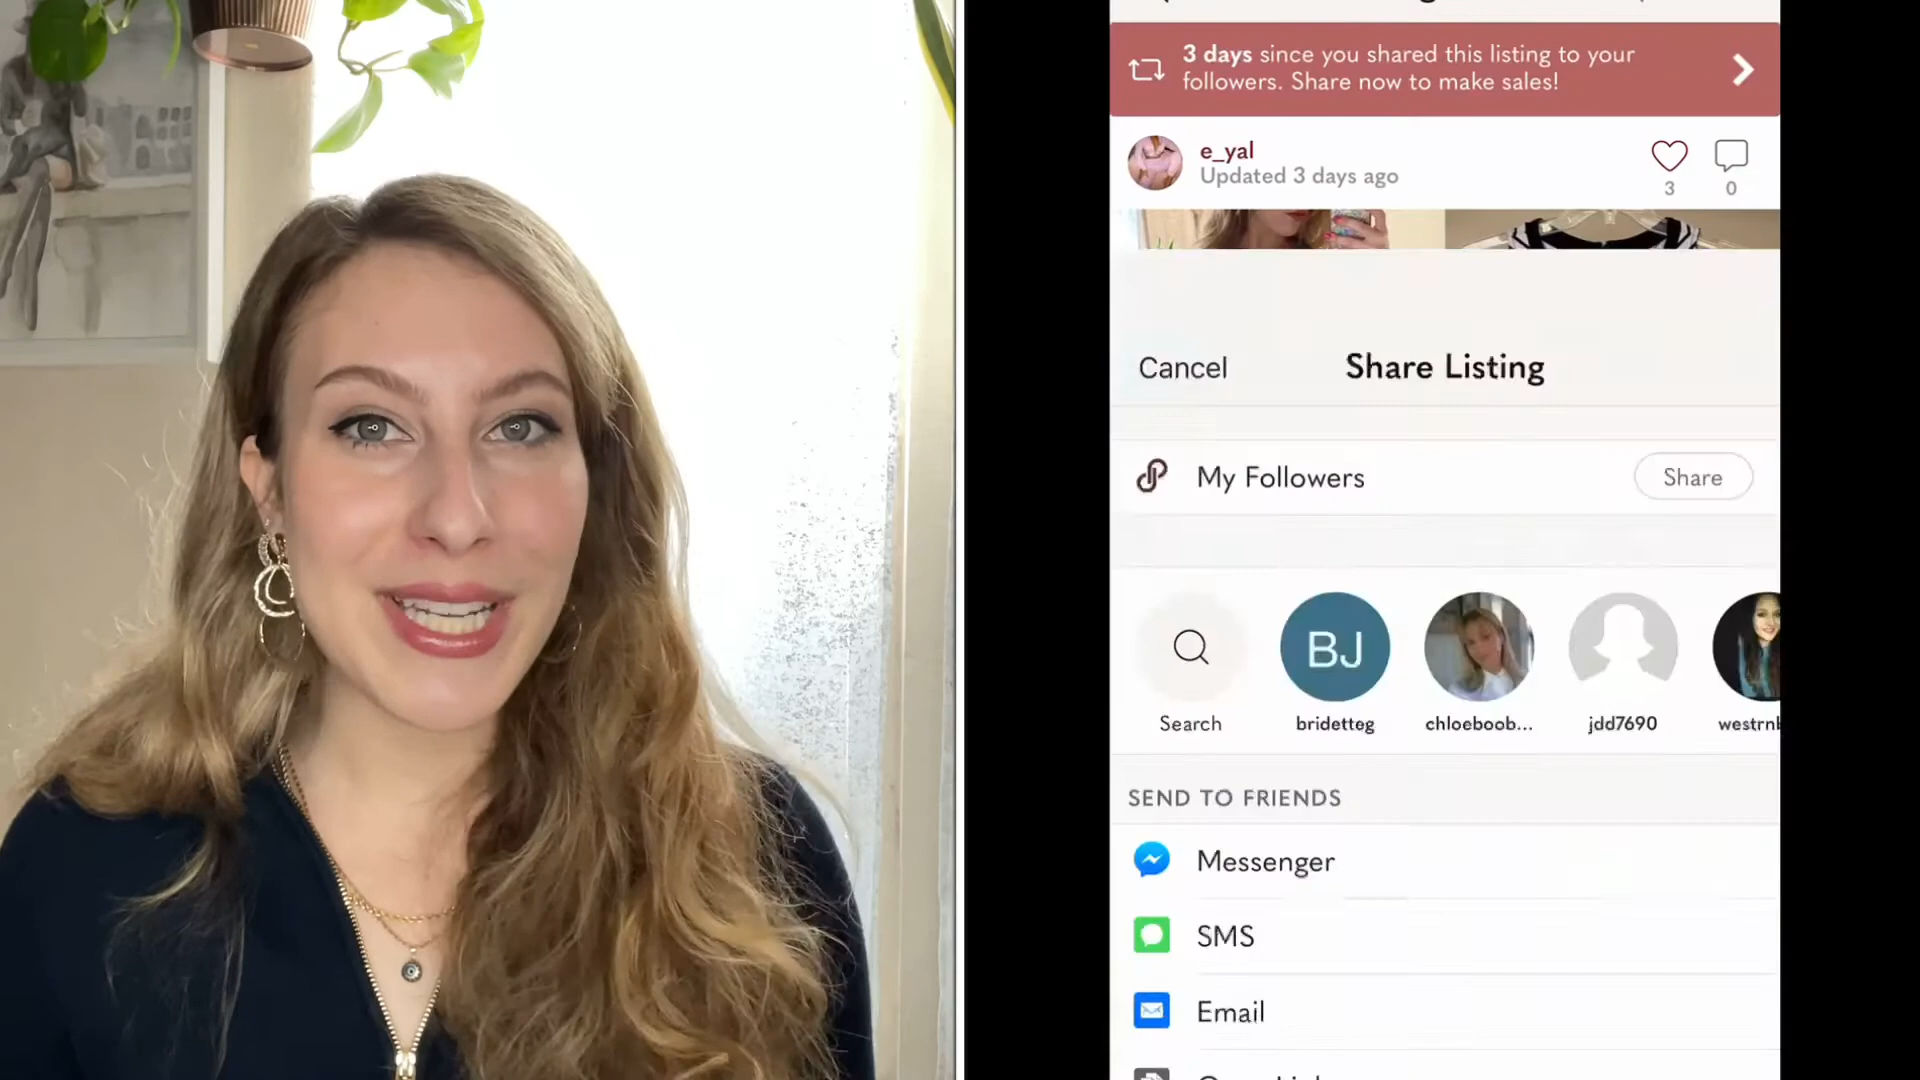 3 days since you shared this listing to your
followers. Share now to make sales!
e_yal
Updated 3 days ago
3
0
Cancel
Share Listing
My Followers
Share
BJ
Search
bridetteg
chloeboob...
jdd7690
westrnb
SEND TO FRIENDS
Messenger
SMS
Email